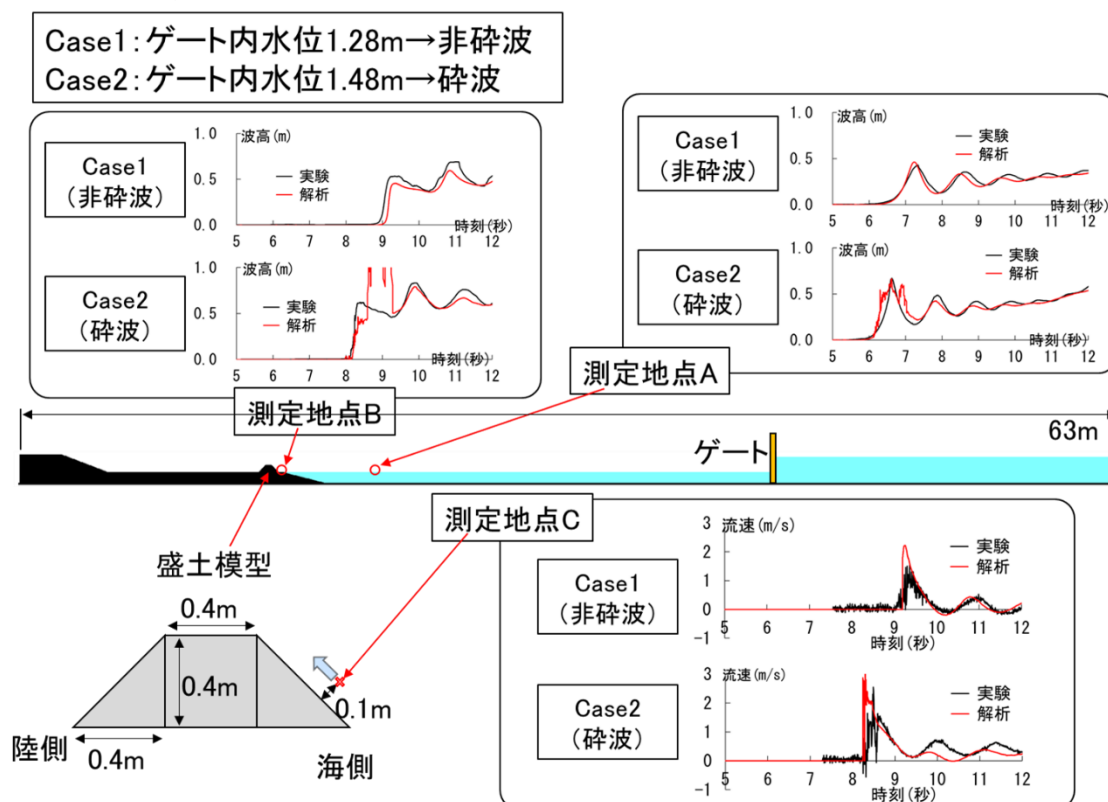 Case1：ゲート内水位1.28m→非砕波
Case2：ゲート内水位1.48m→砕波
Case1
（非砕波）
波高(m)
1.0
0.5
0.0
実験
解析
時刻(秒)
5 6 7 8 9 10 11 12
Case2
（砕波）
波高(m)
1.0
0.5
0.0
実験
解析
時刻(秒)
5 6 7 8 9 10 11 12
Case1
（非砕波）
波高(m)
1.0
0.5
0.0
実験
解析
時刻(秒)
5 6 7 8 9 10 11 12
Case2
（砕波）
波高(m)
1.0
0.5
0.0
実験
解析
時刻(秒)
5 6 7 8 9 10 11 12
測定地点A
測定地点B
63m
ゲート
測定地点C
盛土模型
0.4m
0.4m
0.1m
陸側
0.4m
海側
Case1
（非砕波）
流速(m/s)
3
2
1
0
-1
実験
解析
5 6 7 8 9 10 11 12
時刻(秒)
Case2
（砕波）
流速(m/s)
3
2
1
0
-1
実験
解析
5 6 7 8 9 10 11 12
時刻(秒)